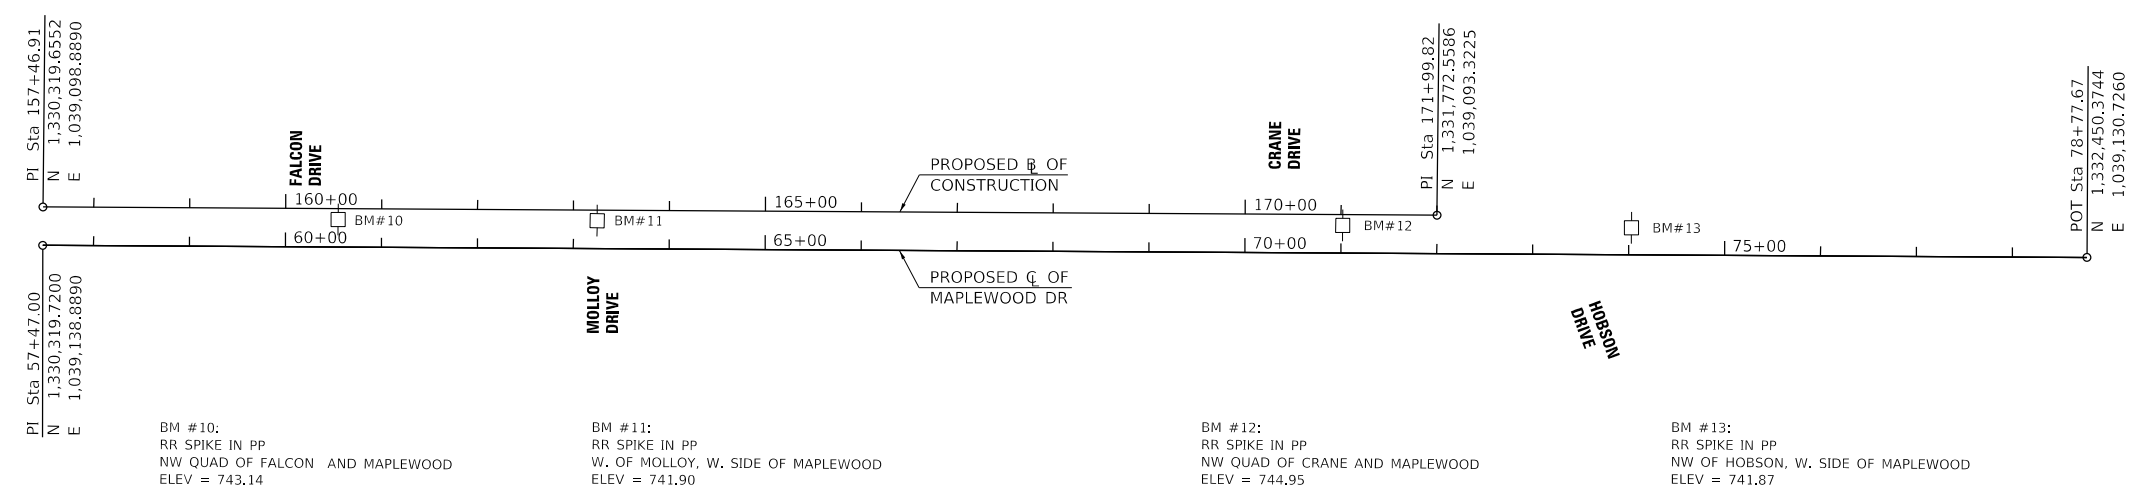 PI Sta 157+46.91
N 1,330,319.6552
E 1,039,098.8890
FALCON
DRIVE
CRANE
DRIVE
PI Sta 171+99.82
N 1,331,772.5586
E 1,039,093.3225
POT Sta 78+77.67
N 1,332,450.3744
E 1,039,130.7260
PROPOSED ⅊ OF
CONSTRUCTION
160+00
165+00
170+00
BM#10
BM#11
BM#12
BM#13
60+00
65+00
70+00
75+00
PROPOSED ℄ OF
MAPLEWOOD DR
PI Sta 57+47.00
N 1,330,319.7200
E 1,039,138.8890
MOLLOY
DRIVE
HOBSON
DRIVE
BM #10:
RR SPIKE IN PP
NW QUAD OF FALCON AND MAPLEWOOD
ELEV = 743.14
BM #11:
RR SPIKE IN PP
W. OF MOLLOY, W. SIDE OF MAPLEWOOD
ELEV = 741.90
BM #12:
RR SPIKE IN PP
NW QUAD OF CRANE AND MAPLEWOOD
ELEV = 744.95
BM #13:
RR SPIKE IN PP
NW OF HOBSON, W. SIDE OF MAPLEWOOD
ELEV = 741.87